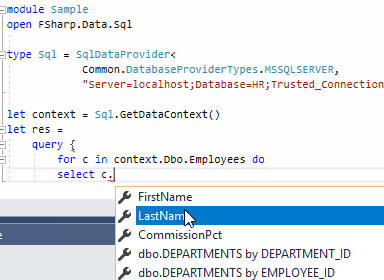 module Sample
open FSharp.Data.Sql
type Sql = SqlDataProvider<
Common.DatabaseProviderTypes.MSSQLSERVER,
"Server=localhost;Database=HR;Trusted_Connection
let context = Sql.GetDataContext()
let res =
query {
for c in context.Dbo.Employees do
select c.
FirstName
LastName
CommissionPct
dbo.DEPARTMENTS by DEPARTMENT_ID
dbo.DEPARTMENTS by EMPLOYEE_ID